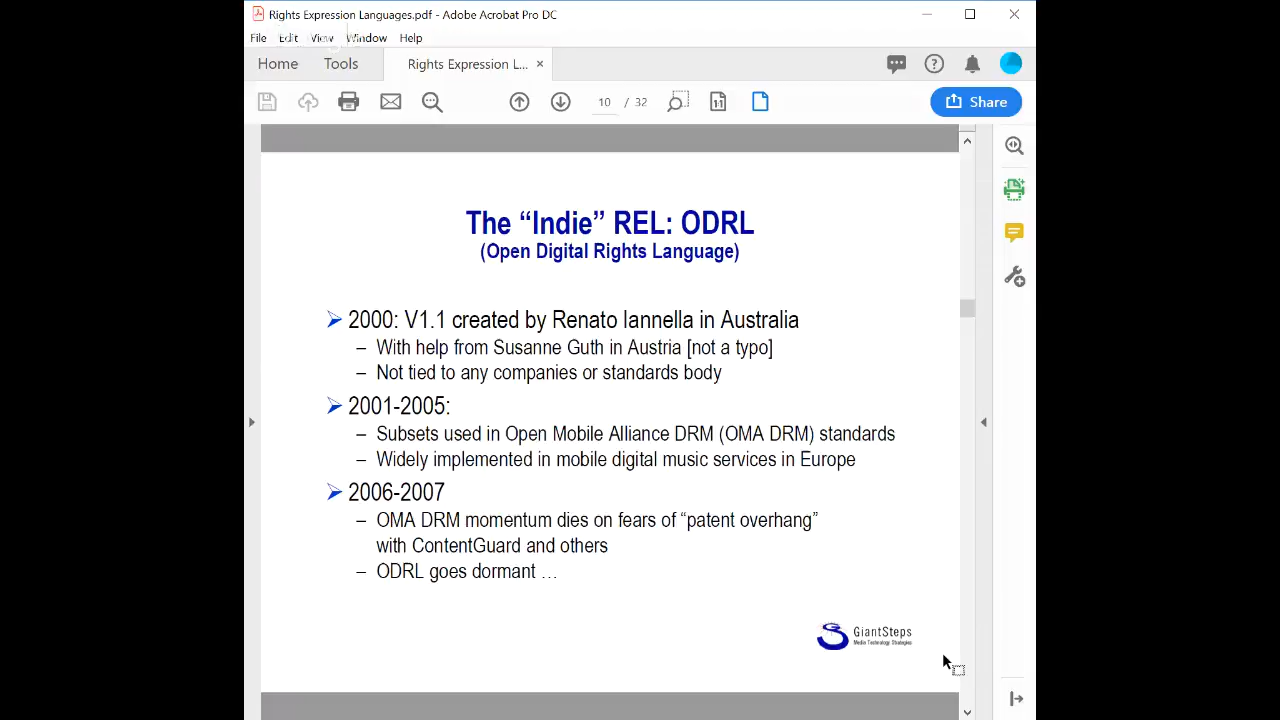 Rights Expression Languages.pdf - Adobe Acrobat Pro DC
File Edit View Window Help
Home Tools Rights Expression L... ×
10 / 32
Share
The “Indie” REL: ODRL
(Open Digital Rights Language)
➢ 2000: V1.1 created by Renato Iannella in Australia
– With help from Susanne Guth in Austria [not a typo]
– Not tied to any companies or standards body
➢ 2001-2005:
– Subsets used in Open Mobile Alliance DRM (OMA DRM) standards
– Widely implemented in mobile digital music services in Europe
➢ 2006-2007
– OMA DRM momentum dies on fears of “patent overhang”
with ContentGuard and others
– ODRL goes dormant …
GiantSteps
Media Technology Strategies